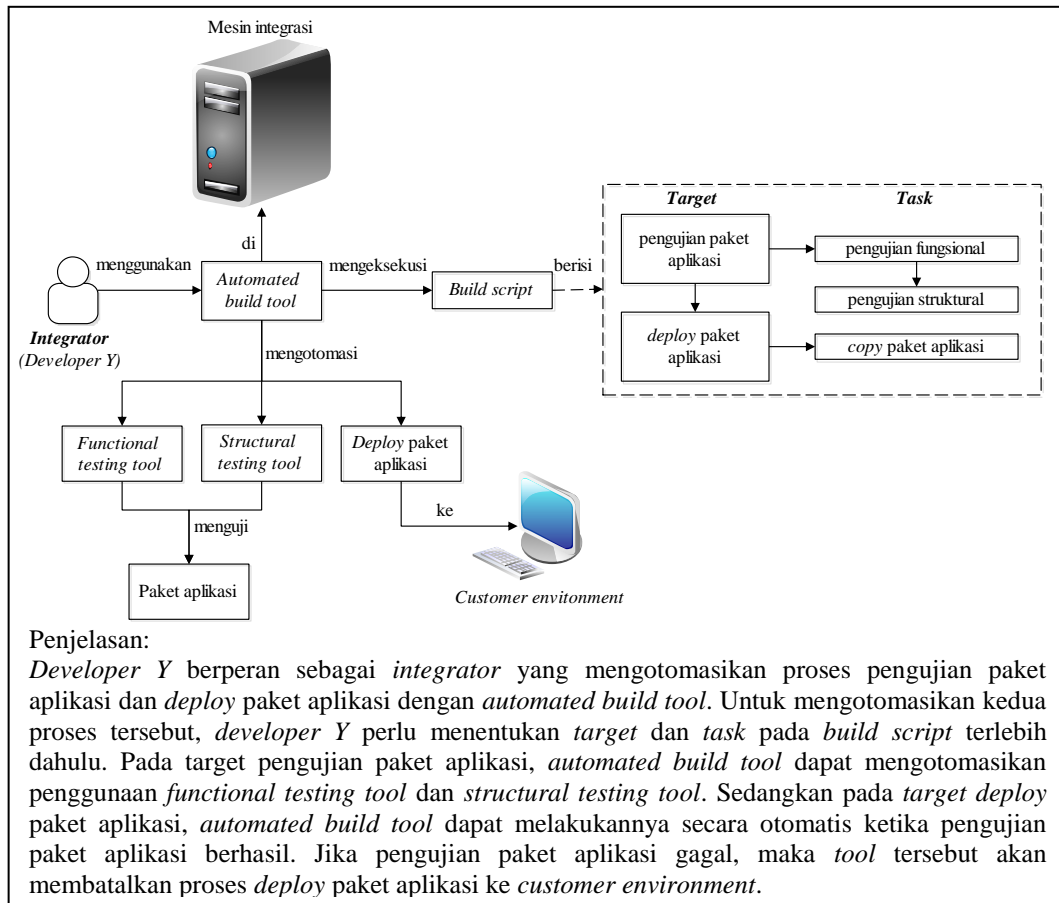 Mesin integrasi
di
menggunakan
Integrator
(Developer Y)
Automated
build tool
mengeksekusi
Build script
berisi
Target
Task
pengujian paket
aplikasi
pengujian fungsional
pengujian struktural
deploy paket
aplikasi
copy paket aplikasi
mengotomasi
Functional
testing tool
Structural
testing tool
Deploy paket
aplikasi
menguji
ke
Paket aplikasi
Customer envitonment
Penjelasan:
Developer Y berperan sebagai integrator yang mengotomasikan proses pengujian paket
aplikasi dan deploy paket aplikasi dengan automated build tool. Untuk mengotomasikan kedua
proses tersebut, developer Y perlu menentukan target dan task pada build script terlebih
dahulu. Pada target pengujian paket aplikasi, automated build tool dapat mengotomasikan
penggunaan functional testing tool dan structural testing tool. Sedangkan pada target deploy
paket aplikasi, automated build tool dapat melakukannya secara otomatis ketika pengujian
paket aplikasi berhasil. Jika pengujian paket aplikasi gagal, maka tool tersebut akan
membatalkan proses deploy paket aplikasi ke customer environment.